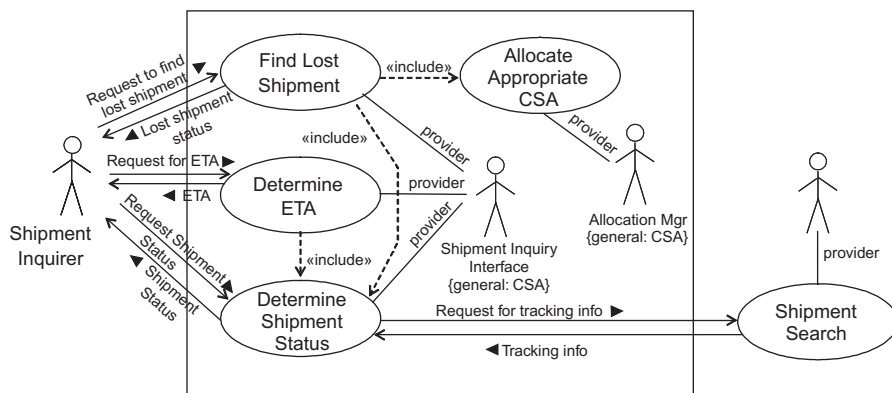 Find Lost
Shipment
«include»
Allocate
Appropriate
CSA
Request to find
lost shipment ▶
◀ Lost shipment
status
«include»
provider
provider
Request for ETA ▶
◀ ETA
Determine
ETA
provider
provider
Shipment
Inquirer
Request Shipment ▶
Status
◀ Shipment
Status
Allocation Mgr
{general: CSA}
Shipment Inquiry
Interface
{general: CSA}
provider
«include»
Determine
Shipment
Status
Request for tracking info ▶
◀ Tracking info
Shipment
Search